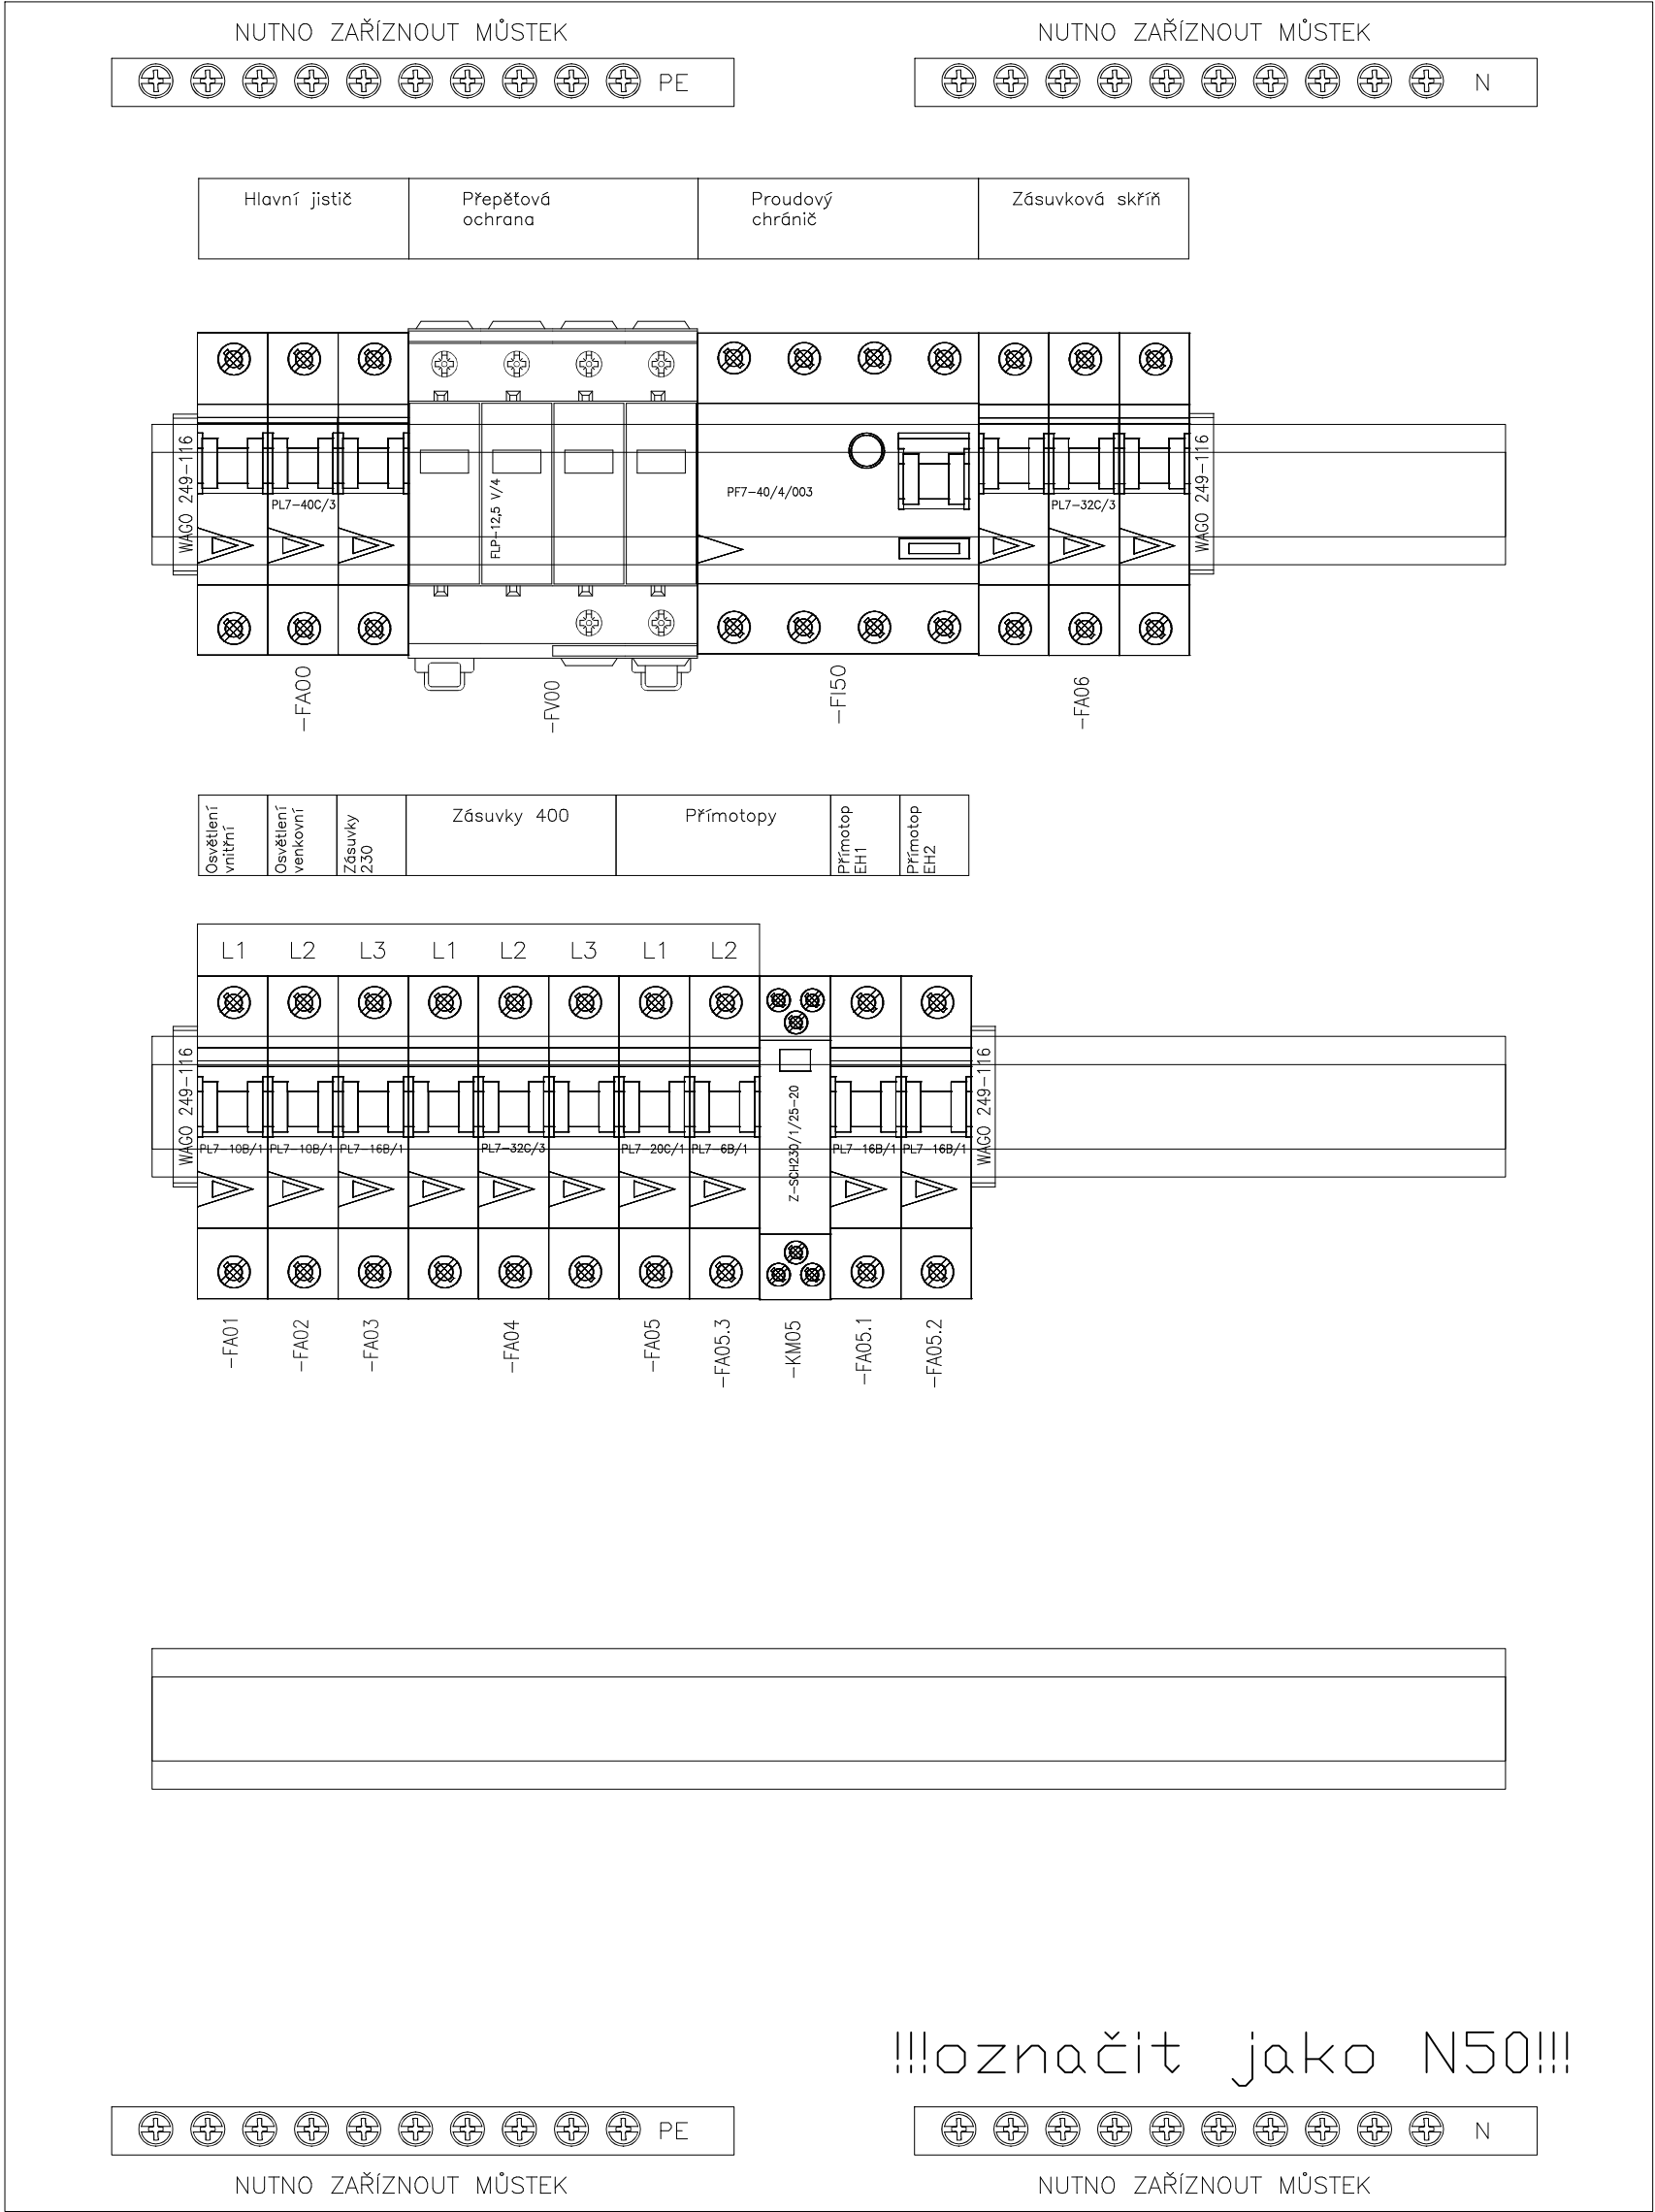 NUTNO ZAŘÍZNOUT MŮSTEK
NUTNO ZAŘÍZNOUT MŮSTEK
PE
N
Hlavní jistič
Přepěťová
ochrana
Proudový
chránič
Zásuvková skříň
WAGO 249-116
PL7-40C/3
FLP-12,5 V/4
PF7-40/4/003
PL7-32C/3
WAGO 249-116
-FA00
-FV00
-FI50
-FA06
Osvětlení
vnitřní
Osvětlení
venkovní
Zásuvky
230
Zásuvky 400
Přímotopy
Přímotop
EH1
Přímotop
EH2
L1
L2
L3
L1
L2
L3
L1
L2
WAGO 249-116
PL7-10B/1
PL7-10B/1
PL7-16B/1
PL7-32C/3
PL7-20C/1
PL7-6B/1
Z-SCH230/1/25-20
PL7-16B/1
PL7-16B/1
WAGO 249-116
-FA01
-FA02
-FA03
-FA04
-FA05
-FA05.3
-KM05
-FA05.1
-FA05.2
!!!označit jako N50!!!
PE
N
NUTNO ZAŘÍZNOUT MŮSTEK
NUTNO ZAŘÍZNOUT MŮSTEK